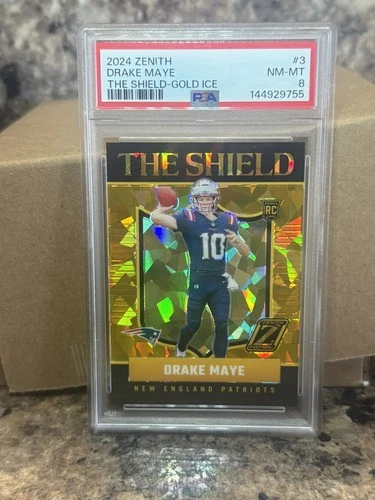 2024 ZENITH #3
DRAKE MAYE NM-MT
THE SHIELD-GOLD ICE 8
PSA 144929755
THE SHIELD
RC
10
Z
DRAKE MAYE
NEW ENGLAND PATRIOTS